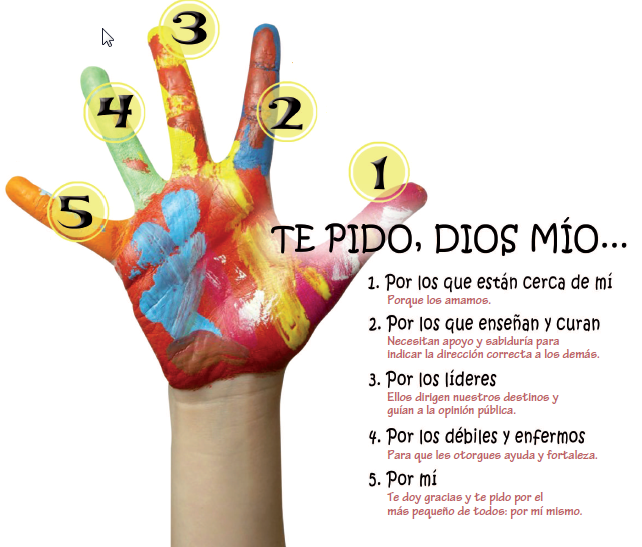 3
2
4
1
5
TE PIDO, DIOS MÍO...
1. Por los que están cerca de mí
Porque los amamos.
2. Por los que enseñan y curan
Necesitan apoyo y sabiduría para
indicar la dirección correcta a los demás.
3. Por los líderes
Ellos dirigen nuestros destinos y
guían a la opinión pública.
4. Por los débiles y enfermos
Para que les otorgues ayuda y fortaleza.
5. Por mí
Te doy gracias y te pido por el
más pequeño de todos: por mí mismo.